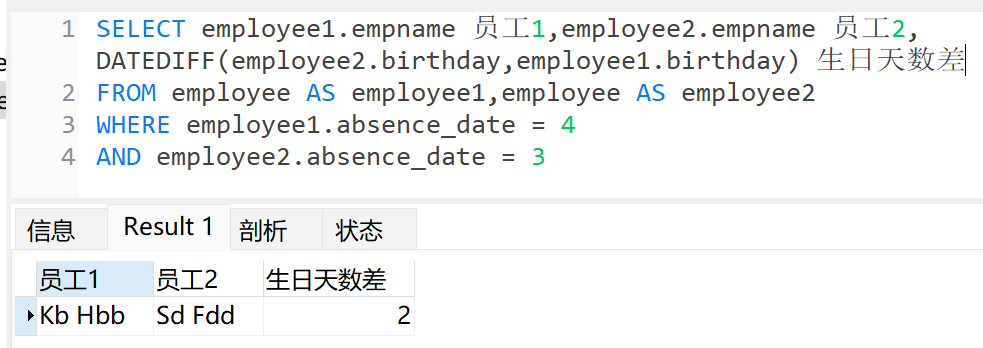 1 SELECT employee1.empname 员工1,employee2.empname 员工2,
DATEDIFF(employee2.birthday,employee1.birthday) 生日天数差
2 FROM employee AS employee1,employee AS employee2
3 WHERE employee1.absence_date = 4
4 AND employee2.absence_date = 3
信息 Result 1 剖析 状态
员工1 员工2 生日天数差
Kb Hbb Sd Fdd 2